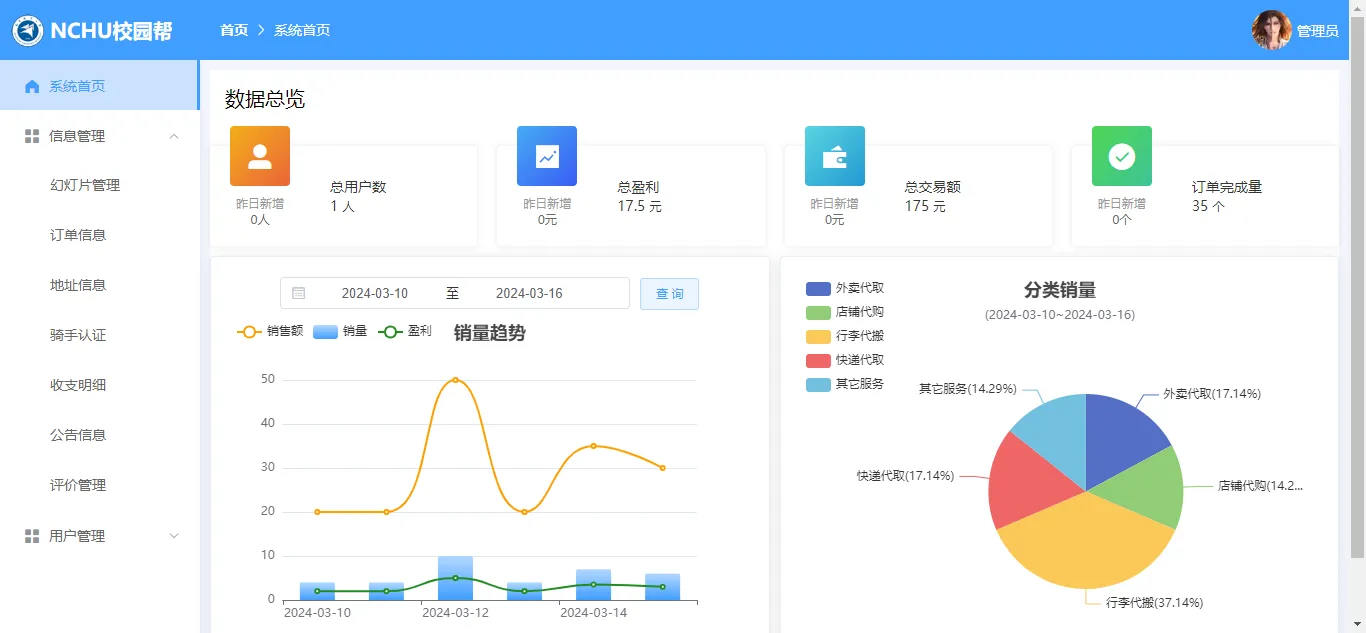 NCHU校园帮
首页 系统首页
管理员
系统首页
信息管理
幻灯片管理
订单信息
地址信息
骑手认证
收支明细
公告信息
评价管理
用户管理
数据总览
总用户数
1 人
昨日新增
0人
总盈利
17.5 元
昨日新增
0元
总交易额
175 元
昨日新增
0元
订单完成量
35 个
昨日新增
0个
2024-03-10 至 2024-03-16
查 询
销售额 销量 盈利
销量趋势
50
40
30
20
10
0
2024-03-10 2024-03-12 2024-03-14
外卖代取
店铺代购
行李代搬
快递代取
其它服务
分类销量
(2024-03-10~2024-03-16)
其它服务(14.29%)
外卖代取(17.14%)
快递代取(17.14%)
店铺代购(14.2...
行李代搬(37.14%)